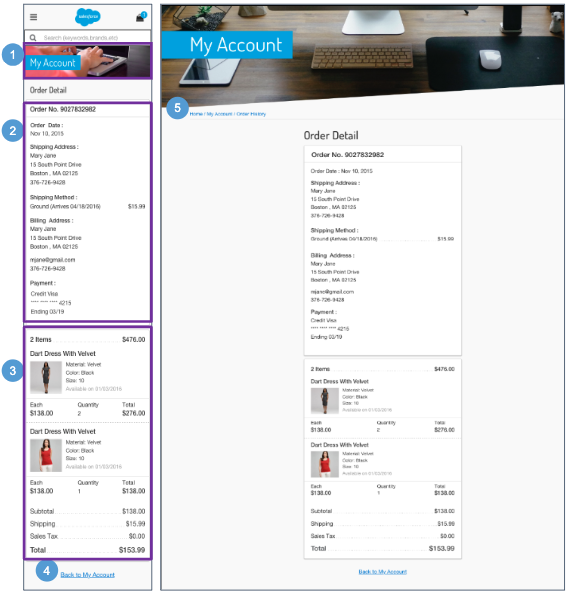 salesforce
Search (keywords,brands,etc)
1
My Account
Order Detail
Order No. 9027832982
2
Order Date :
Nov 10, 2015
Shipping Address :
Mary Jane
15 South Point Drive
Boston , MA 02125
376-726-9428
Shipping Method :
Ground (Arrives 04/18/2016) $15.99
Billing Address :
Mary Jane
15 South Point Drive
Boston , MA 02125
mjane@gmail.com
376-726-9428
Payment :
Credit Visa
**** **** **** 4215
Ending 03/19
2 Items $476.00
3
Dart Dress With Velvet
Material: Velvet
Color: Black
Size: 10
Available on 01/02/2016
Each Quantity Total
$138.00 2 $276.00
Dart Dress With Velvet
Material: Velvet
Color: Black
Size: 10
Available on 01/02/2016
Each Quantity Total
$138.00 1 $138.00
Subtotal $138.00
Shipping $15.99
Sales Tax $0.00
Total $153.99
4
Back to My Account
My Account
5
Home / My Account / Order History
Order Detail
Order No. 9027832982
Order Date : Nov 10, 2015
Shipping Address :
Mary Jane
15 South Point Drive
Boston , MA 02125
376-726-9428
Shipping Method :
Ground (Arrives 04/18/2016) $15.99
Billing Address :
Mary Jane
15 South Point Drive
Boston , MA 02125
mjane@gmail.com
376-726-9428
Payment :
Credit Visa
**** **** **** 4215
Ending 03/19
2 Items $476.00
Dart Dress With Velvet
Material: Velvet
Color: Black
Size: 10
Available on 01/02/2016
Each Quantity Total
$138.00 2 $276.00
Dart Dress With Velvet
Material: Velvet
Color: Black
Size: 10
Available on 01/02/2016
Each Quantity Total
$138.00 1 $138.00
Subtotal $138.00
Shipping $15.99
Sales Tax $0.00
Total $153.99
Back to My Account